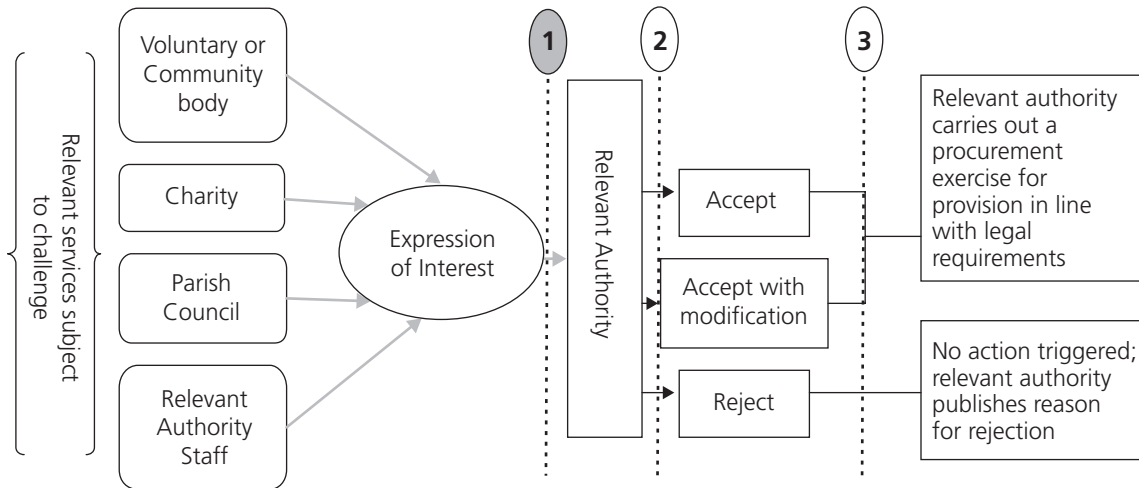 Relevant services subject
to challenge
Voluntary or
Community
body
Charity
Parish
Council
Relevant
Authority
Staff
Expression
of Interest
1
Relevant Authority
2
Accept
Accept with
modification
Reject
3
Relevant authority
carries out a
procurement
exercise for
provision in line
with legal
requirements
No action triggered;
relevant authority
publishes reason
for rejection